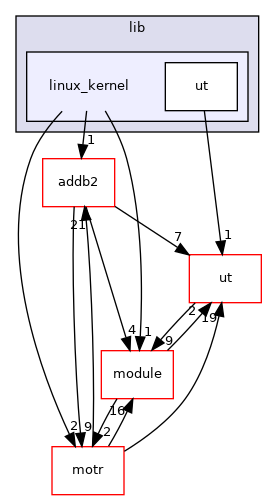 lib
linux_kernel ut
1
addb2
21 7 1
ut
2 19
4 1 9
module
16
2 9 2
motr